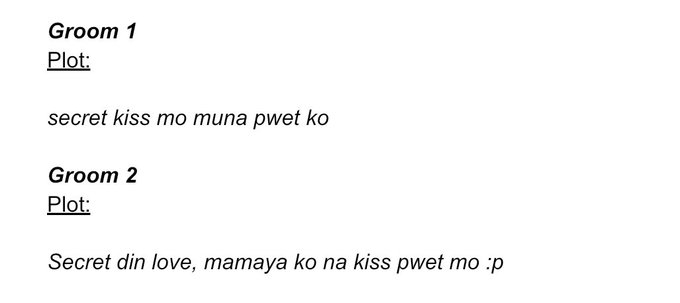 Groom 1
Plot:
secret kiss mo muna pwet ko
Groom 2
Plot:
Secret din love, mamaya ko na kiss pwet mo :p